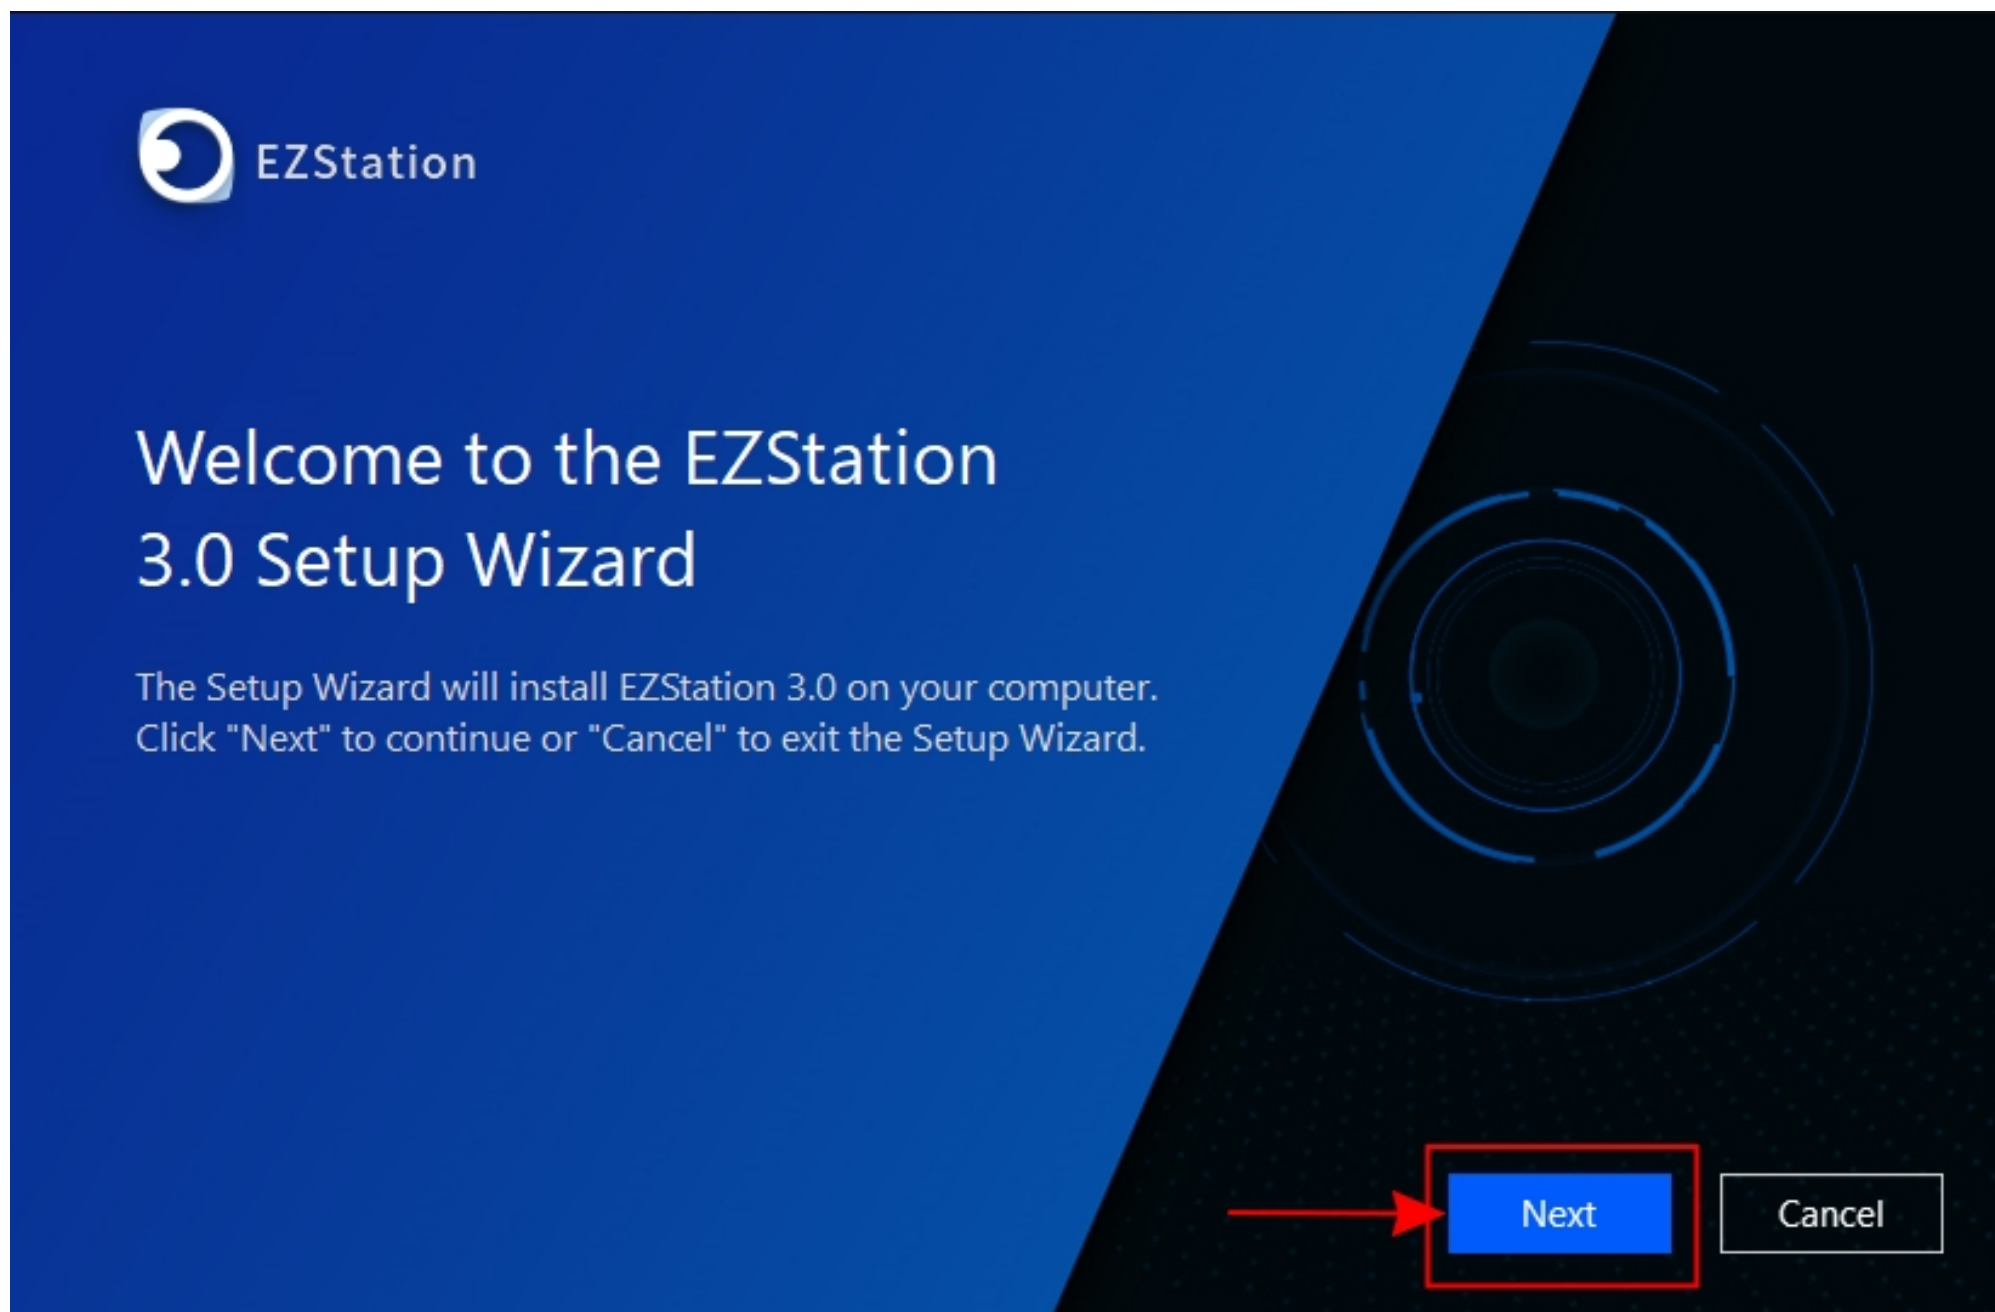 EZStation
Welcome to the EZStation
3.0 Setup Wizard
The Setup Wizard will install EZStation 3.0 on your computer.
Click "Next" to continue or "Cancel" to exit the Setup Wizard.
Next
Cancel